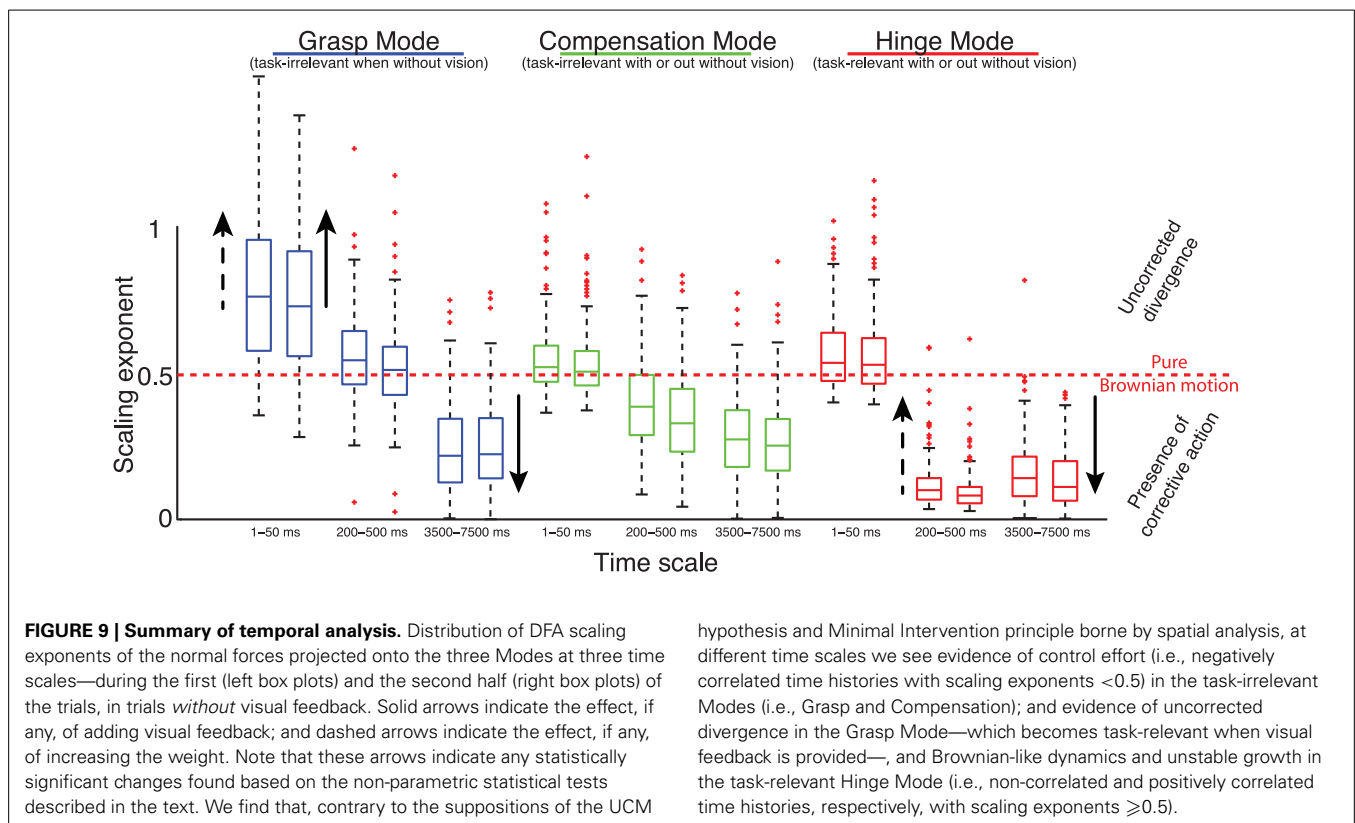 Grasp Mode
(task-irrelevant when without vision)
Compensation Mode
(task-irrelevant with or out without vision)
Hinge Mode
(task-relevant with or out without vision)
1
0.5
0
Scaling exponent
Uncorrected
divergence
Pure
Brownian motion
Presence of
corrective action
1–50 ms
200–500 ms
3500–7500 ms
1–50 ms
200–500 ms
3500–7500 ms
1–50 ms
200–500 ms
3500–7500 ms
Time scale
FIGURE 9 | Summary of temporal analysis. Distribution of DFA scaling
exponents of the normal forces projected onto the three Modes at three time
scales—during the first (left box plots) and the second half (right box plots) of
the trials, in trials without visual feedback. Solid arrows indicate the effect, if
any, of adding visual feedback; and dashed arrows indicate the effect, if any,
of increasing the weight. Note that these arrows indicate any statistically
significant changes found based on the non-parametric statistical tests
described in the text. We find that, contrary to the suppositions of the UCM
hypothesis and Minimal Intervention principle borne by spatial analysis, at
different time scales we see evidence of control effort (i.e., negatively
correlated time histories with scaling exponents <0.5) in the task-irrelevant
Modes (i.e., Grasp and Compensation); and evidence of uncorrected
divergence in the Grasp Mode—which becomes task-relevant when visual
feedback is provided—, and Brownian-like dynamics and unstable growth in
the task-relevant Hinge Mode (i.e., non-correlated and positively correlated
time histories, respectively, with scaling exponents ⩾0.5).